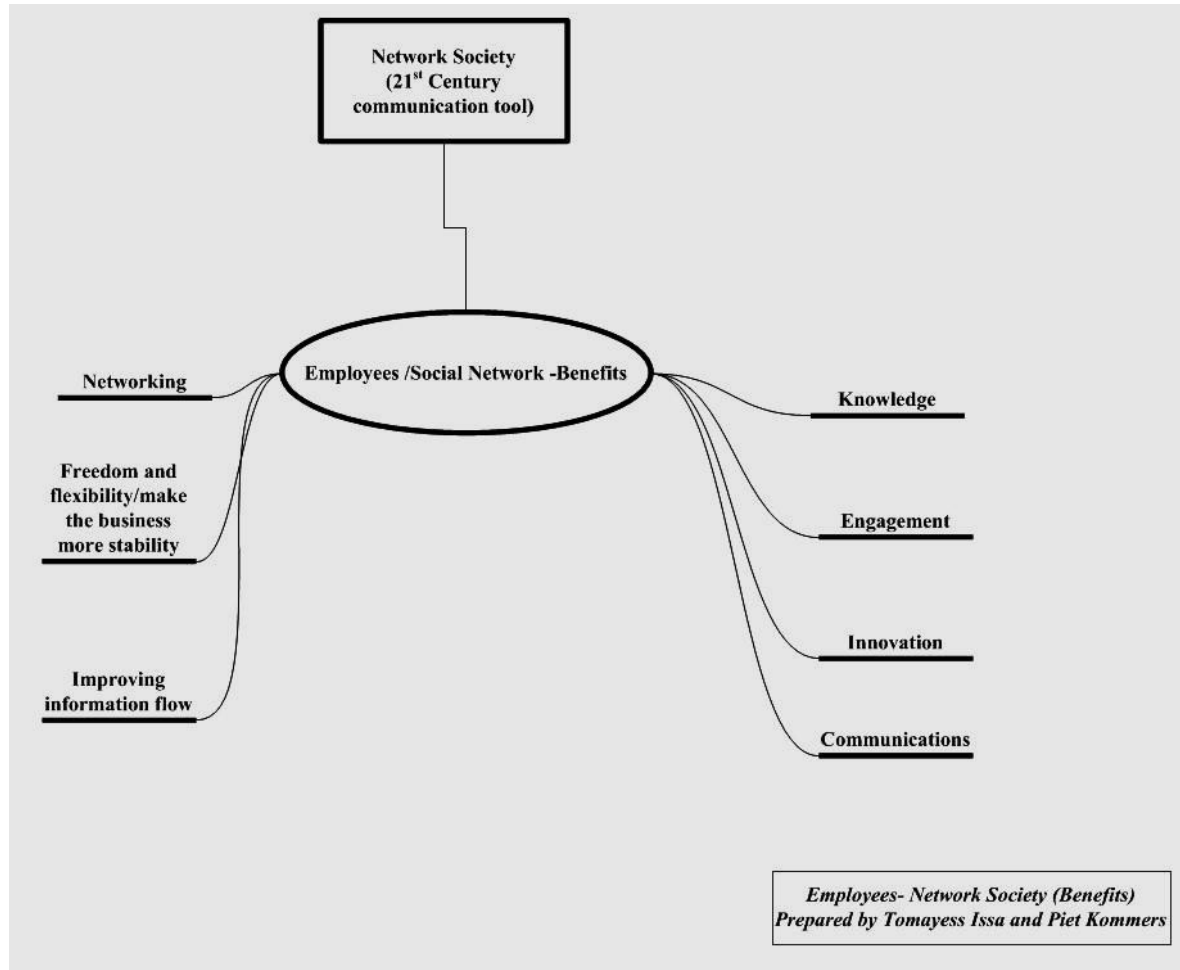 Network Society
(21st Century
communication tool)
Employees /Social Network -Benefits
Networking
Freedom and
flexibility/make
the business
more stability
Improving
information flow
Knowledge
Engagement
Innovation
Communications
Employees- Network Society (Benefits)
Prepared by Tomayess Issa and Piet Kommers